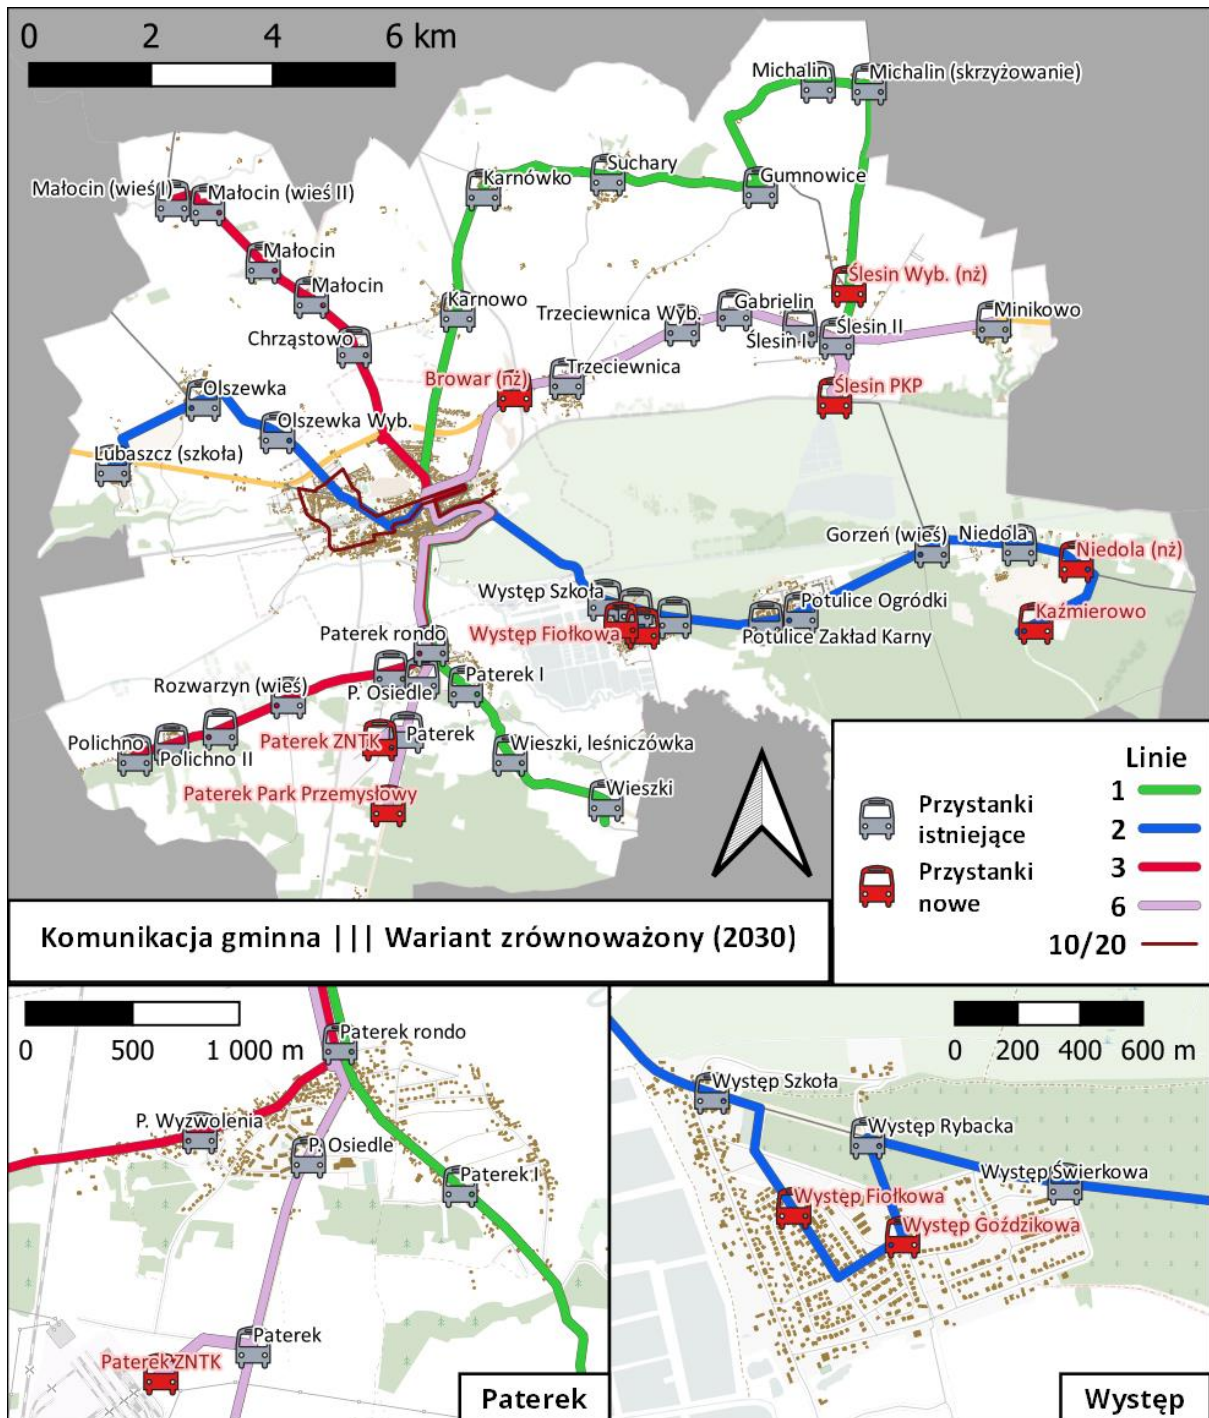 0 2 4 6 km
Michalin
Michalin (skrzyżowanie)
Karnówko
Suchary
Gumnowice
Małocin (wieś I)
Małocin (wieś II)
Małocin
Małocin
Chrząstowo
Karnowo
Ślesin Wyb. (nż)
Trzeciewnica Wyb.
Gabrielin
Ślesin I
Ślesin II
Minikowo
Trzeciewnica
Browar (nż)
Ślesin PKP
Olszewka
Olszewka Wyb.
Lubaszcz (szkoła)
Gorzeń (wieś)
Niedola
Niedola (nż)
Występ Szkoła
Potulice Ogródki
Kaźmierowo
Występ Fiołkowa
Potulice Zakład Karny
Paterek rondo
P. Osiedle
Paterek I
Rozwarzyn (wieś)
Polichno
Polichno II
Paterek ZNTK
Paterek
Wieszki, leśniczówka
Paterek Park Przemysłowy
Wieszki
Linie
Przystanki
istniejące
Przystanki
nowe
1
2
3
6
10/20
Komunikacja gminna ||| Wariant zrównoważony (2030)
0 500 1 000 m
Paterek rondo
P. Wyzwolenia
P. Osiedle
Paterek I
Paterek
Paterek ZNTK
Paterek
0 200 400 600 m
Występ Szkoła
Występ Rybacka
Występ Świerkowa
Występ Fiołkowa
Występ Goździkowa
Występ